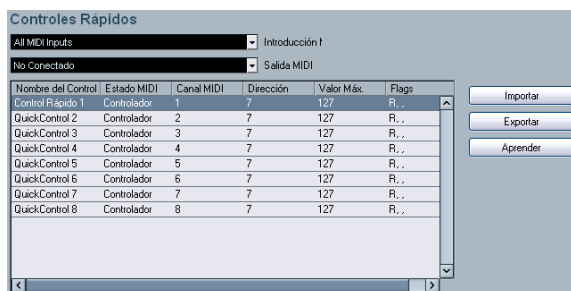 Controles Rápidos
All MIDI Inputs Introducción M
No Conectado Salida MIDI
Nombre del Control Estado MIDI Canal MIDI Dirección Valor Máx. Flags
Control Rápido 1 Controlador 1 7 127 R, ,
QuickControl 2 Controlador 2 7 127 R, ,
QuickControl 3 Controlador 3 7 127 R, ,
QuickControl 4 Controlador 4 7 127 R, ,
QuickControl 5 Controlador 5 7 127 R, ,
QuickControl 6 Controlador 6 7 127 R, ,
QuickControl 7 Controlador 7 7 127 R, ,
QuickControl 8 Controlador 8 7 127 R, ,
Importar
Exportar
Aprender